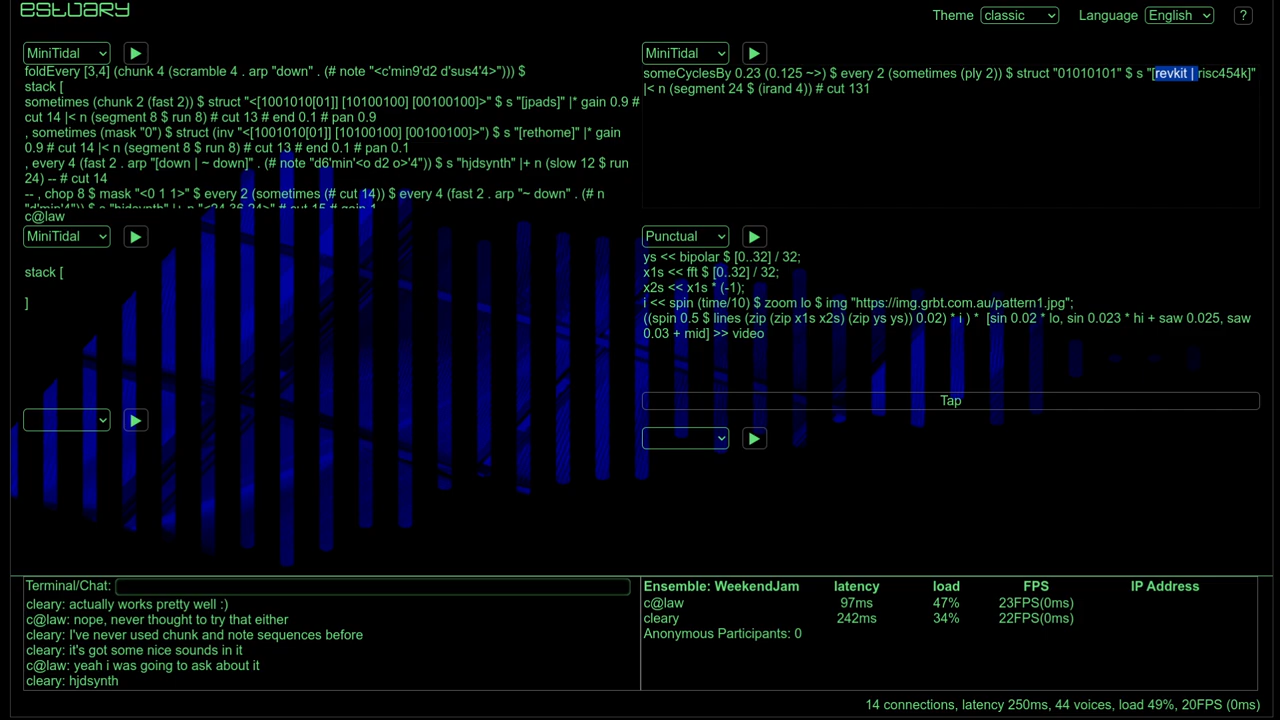 estuary
Theme classic Language English ?
MiniTidal
foldEvery [3,4] (chunk 4 (scramble 4 . arp "down" . (# note "<c'min9'd2 d'sus4'4>"))) $
stack [
sometimes (chunk 2 (fast 2)) $ struct "<[1001010[01]] [10100100] [00100100]>" $ s "[jpads]" |* gain 0.9 #
cut 14 |< n (segment 8 $ run 8) # cut 13 # end 0.1 # pan 0.9
, sometimes (mask "0") $ struct (inv "<[1001010[01]] [10100100] [00100100]>") $ s "[rethome]" |* gain
0.9 # cut 14 |< n (segment 8 $ run 8) # cut 13 # end 0.1 # pan 0.1
, every 4 (fast 2 . arp "[down | ~ down]" . (# note "d6'min'<o d2 o>'4")) $ s "hjdsynth" |+ n (slow 12 $ run
24) -- # cut 14
-- , chop 8 $ mask "<0 1 1>" $ every 2 (sometimes (# cut 14)) $ every 4 (fast 2 . arp "~ down" . (# n
"d'min'4")) $ s "hjdsynth" |+ n "<24 36 24>" # cut 15 # gain 1
c@law
MiniTidal
someCyclesBy 0.23 (0.125 ~>) $ every 2 (sometimes (ply 2)) $ struct "01010101" $ s "[revkit | risc454k]"
|< n (segment 24 $ (irand 4)) # cut 131
MiniTidal
stack [
]
Punctual
ys << bipolar $ [0..32] / 32;
x1s << fft $ [0..32] / 32;
x2s << x1s * (-1);
i << spin (time/10) $ zoom lo $ img "https://img.grbt.com.au/pattern1.jpg";
((spin 0.5 $ lines (zip (zip x1s x2s) (zip ys ys)) 0.02) * i ) * [sin 0.02 * lo, sin 0.023 * hi + saw 0.025, saw
0.03 + mid] >> video
Tap
Terminal/Chat:
cleary: actually works pretty well :)
c@law: nope, never thought to try that either
cleary: I've never used chunk and note sequences before
cleary: it's got some nice sounds in it
c@law: yeah i was going to ask about it
cleary: hjdsynth
Ensemble: WeekendJam latency load FPS IP Address
c@law 97ms 47% 23FPS(0ms)
cleary 242ms 34% 22FPS(0ms)
Anonymous Participants: 0
14 connections, latency 250ms, 44 voices, load 49%, 20FPS (0ms)